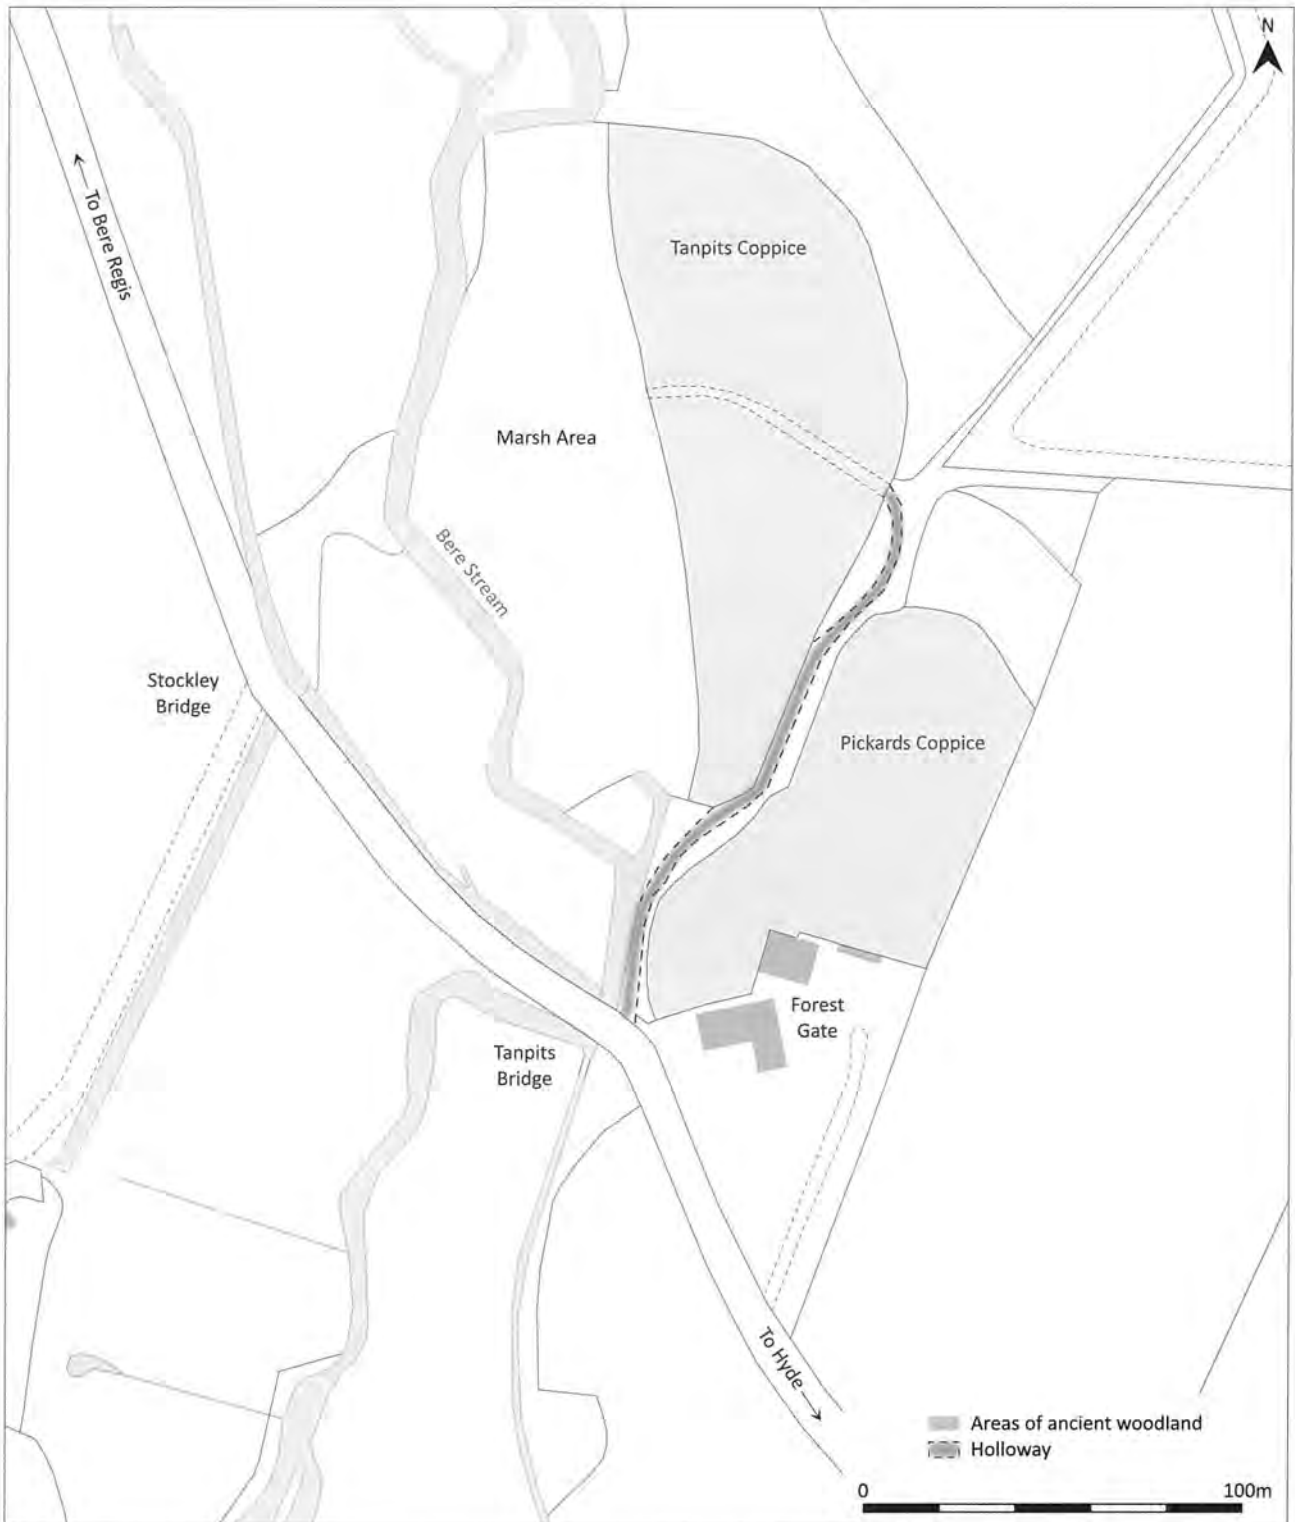 N
To Bere Regis
Tanpits Coppice
Marsh Area
Bere Stream
Stockley
Bridge
Pickards Coppice
Forest
Gate
Tanpits
Bridge
To Hyde
Areas of ancient woodland
Holloway
0 100m